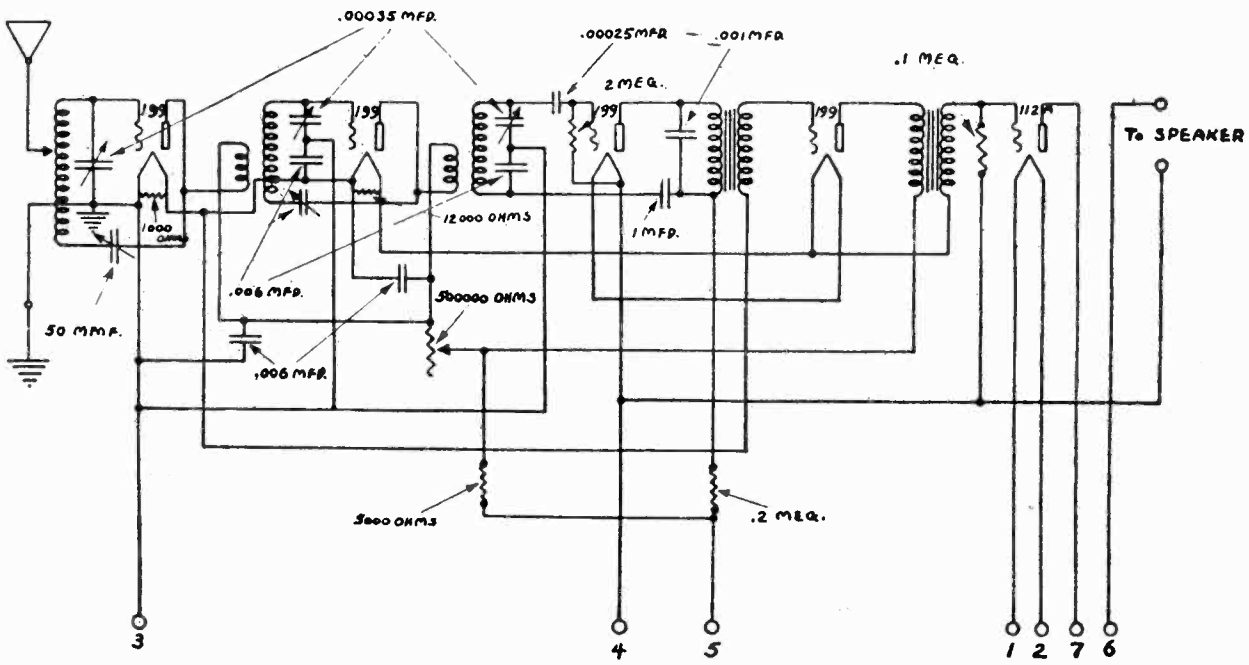 .00035 MFD.
.00025 MFD
.001 MFD
.1 MEG.
2 MEG.
199
199
199
199
112A
To SPEAKER
1000
OHMS
12000 OHMS
1 MFD.
50 MMF.
.006 MFD.
500000 OHMS
.006 MFD.
5000 OHMS
.2 MEG.
3
4
5
1
2
7
6